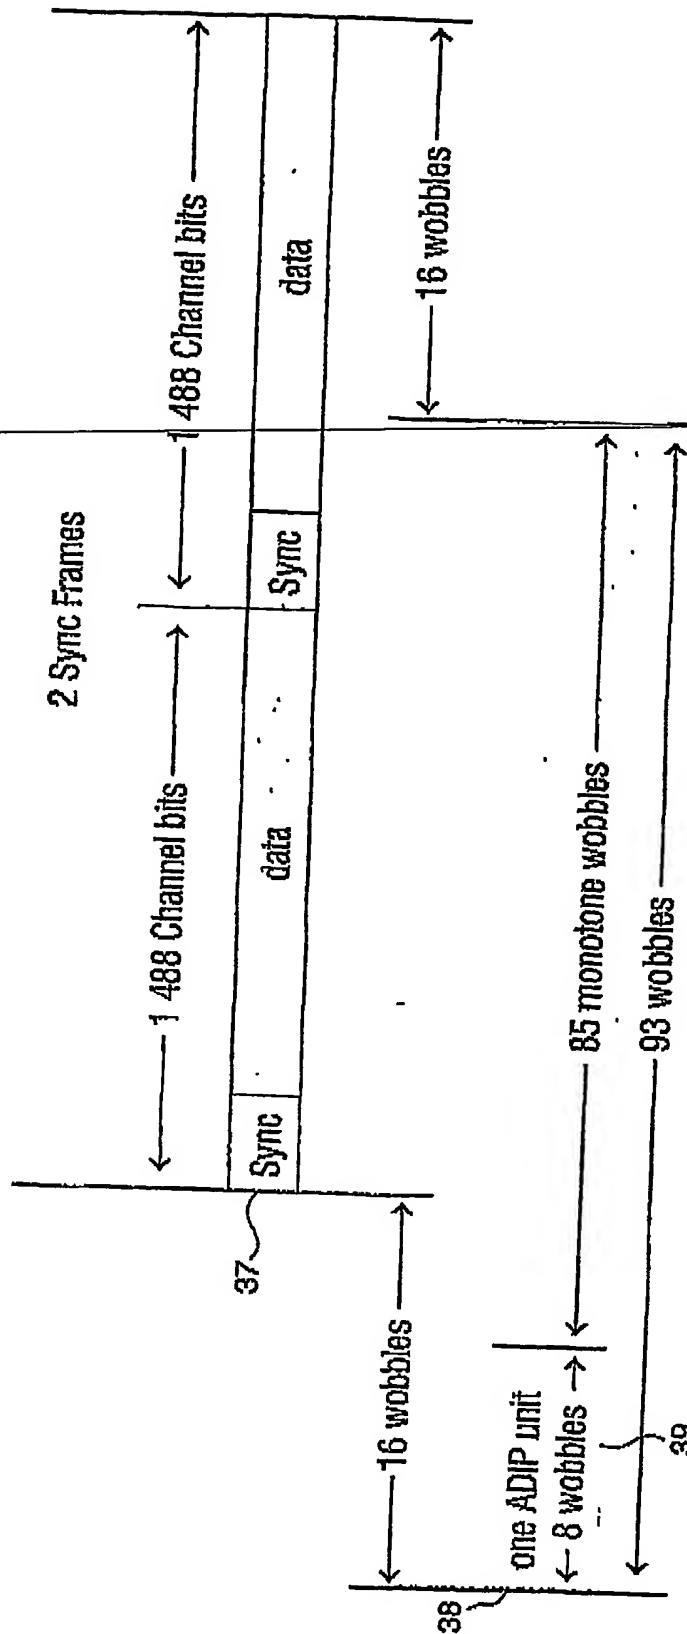 2 Sync Frames
1 488 Channel bits
1 488 Channel bits
Sync
data
Sync
data
37
16 wobbles
16 wobbles
one ADIP unit
8 wobbles
85 monotone wobbles
38
39
93 wobbles